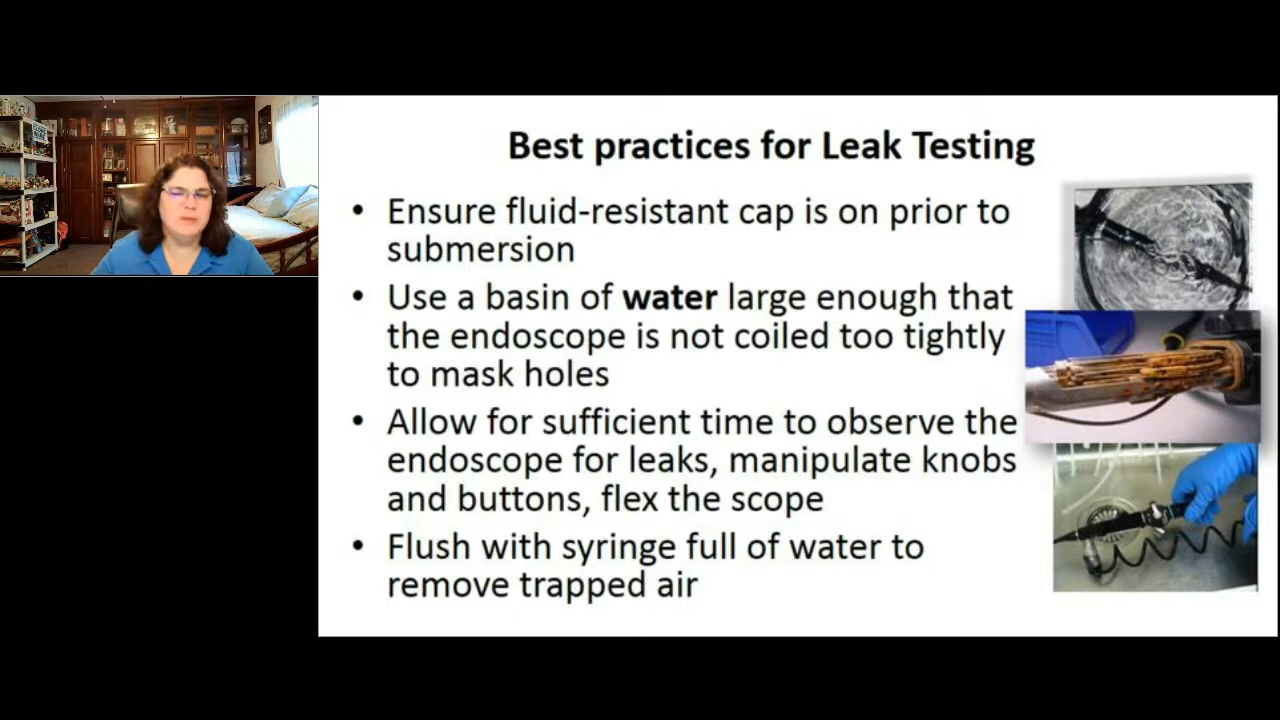 Best practices for Leak Testing
• Ensure fluid-resistant cap is on prior to
submersion
• Use a basin of water large enough that
the endoscope is not coiled too tightly
to mask holes
• Allow for sufficient time to observe the
endoscope for leaks, manipulate knobs
and buttons, flex the scope
• Flush with syringe full of water to
remove trapped air